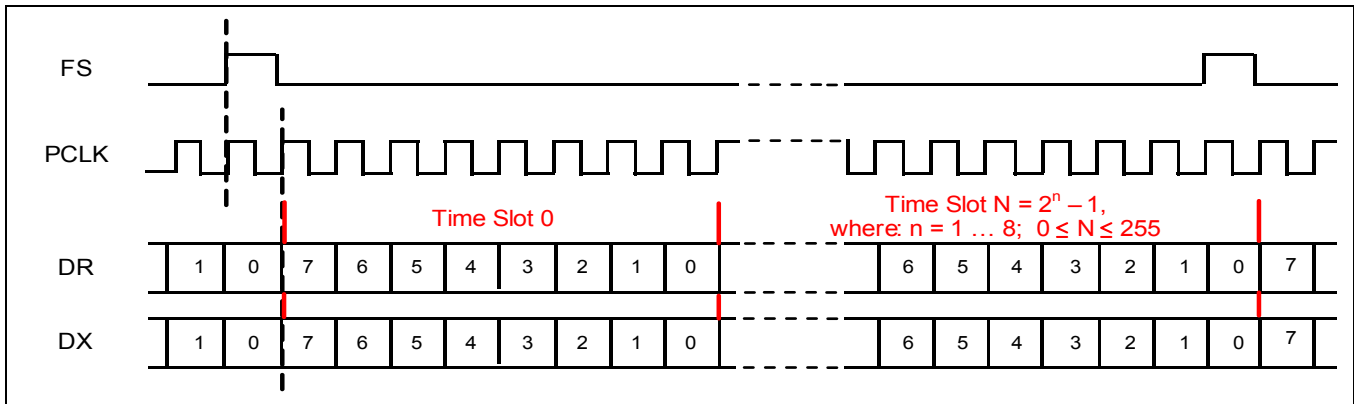 FS
PCLK
Time Slot 0
Time Slot N = 2ⁿ – 1,
where: n = 1 … 8; 0 ≤ N ≤ 255
DR 1 0 7 6 5 4 3 2 1 0 6 5 4 3 2 1 0 7
DX 1 0 7 6 5 4 3 2 1 0 6 5 4 3 2 1 0 7